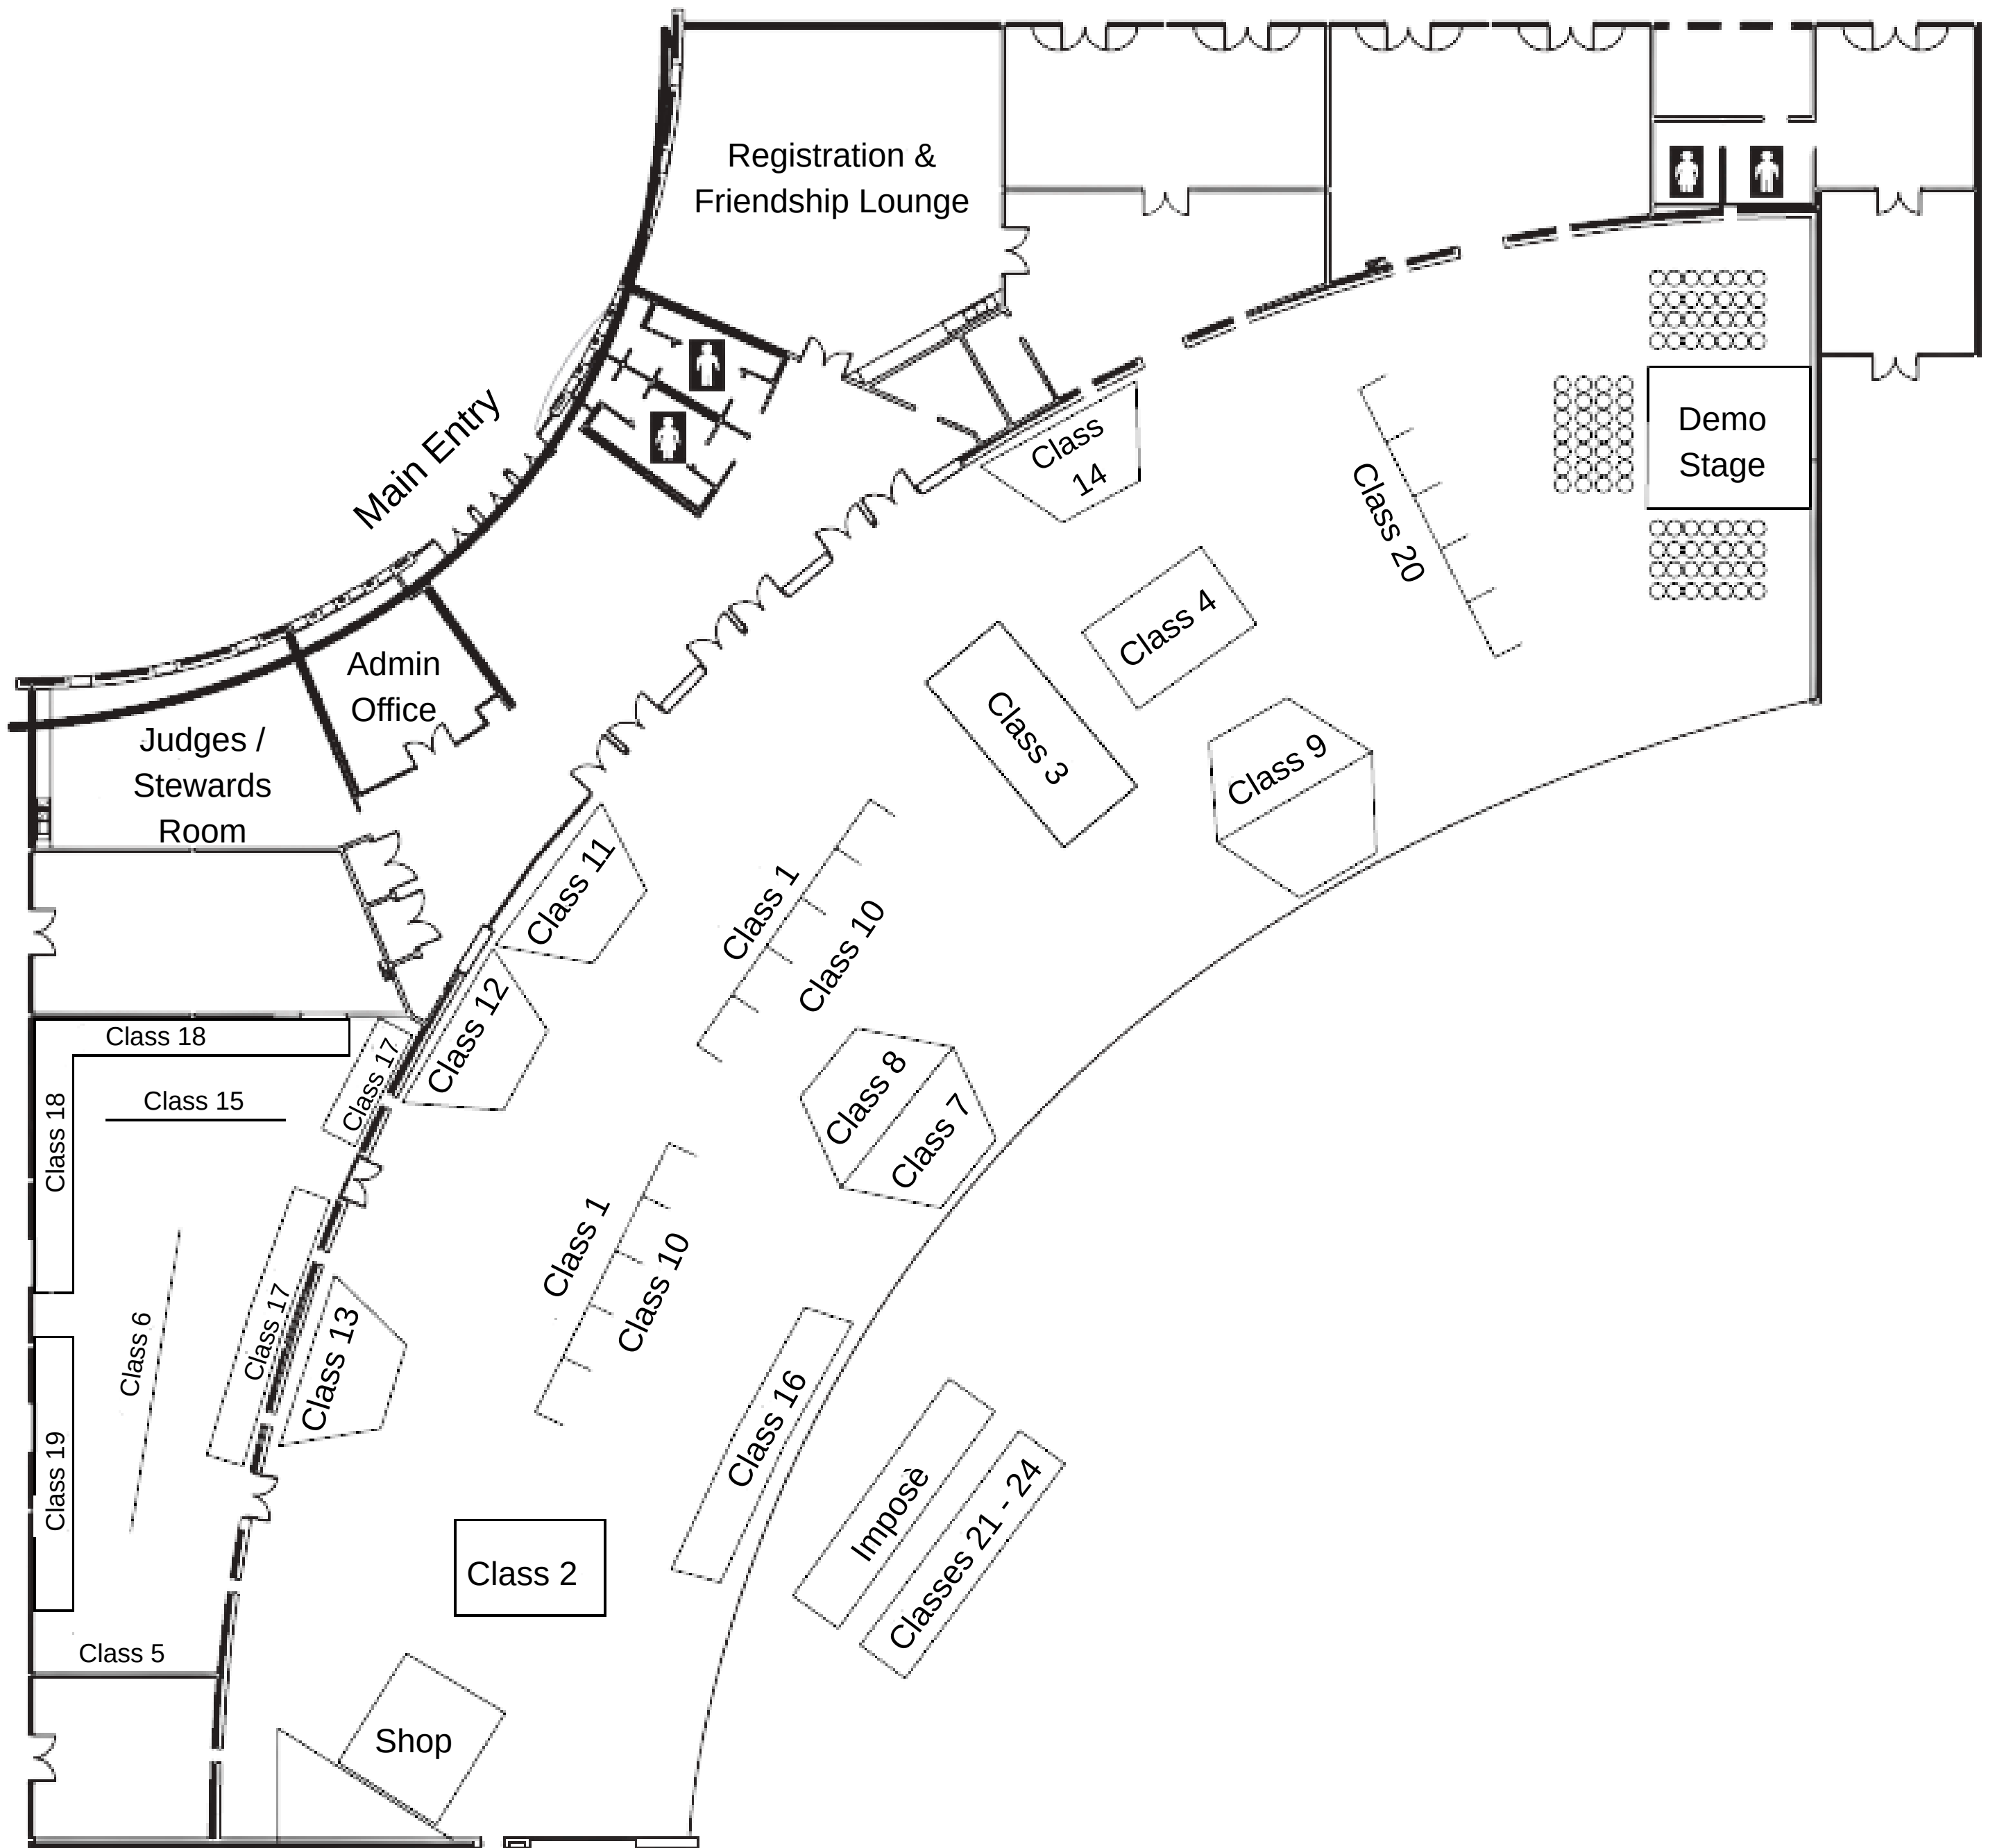 Registration &
Friendship Lounge
Main Entry
Demo
Stage
Class
14
Class 20
Class 4
Class 3
Class 9
Admin
Office
Judges /
Stewards
Room
Class 11
Class 1
Class 10
Class 12
Class 18
Class 17
Class 15
Class 18
Class 8
Class 7
Class 1
Class 10
Class 6
Class 17
Class 13
Class 19
Class 16
Imposè
Classes 21 - 24
Class 2
Class 5
Shop